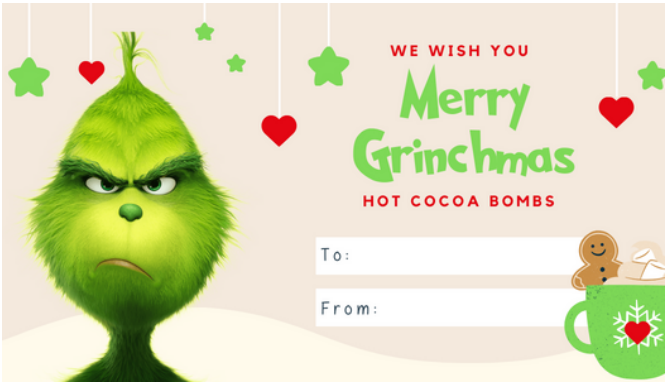 WE WISH YOU
Merry
Grinchmas
HOT COCOA BOMBS
To:
From: